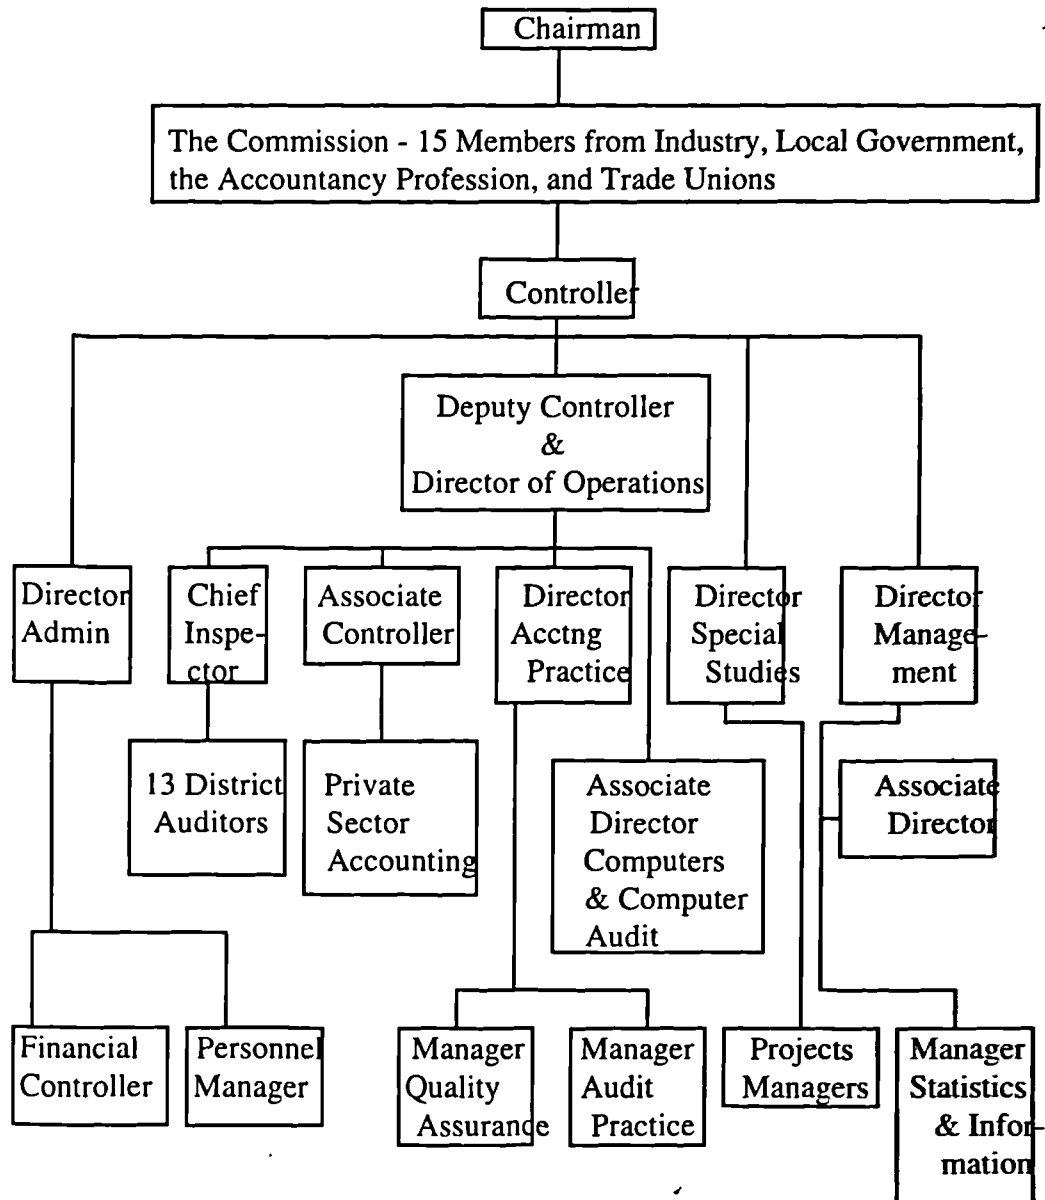 Chairman
The Commission - 15 Members from Industry, Local Government,
the Accountancy Profession, and Trade Unions
Controller
Deputy Controller
&
Director of Operations
Director
Admin
Chief
Inspe-
ctor
Associate
Controller
Director
Acctng
Practice
Director
Special
Studies
Director
Manage-
ment
13 District
Auditors
Private
Sector
Accounting
Associate
Director
Computers
& Computer
Audit
Associate
Director
Financial
Controller
Personnel
Manager
Manager
Quality
Assurance
Manager
Audit
Practice
Projects
Managers
Manager
Statistics
& Infor-
mation